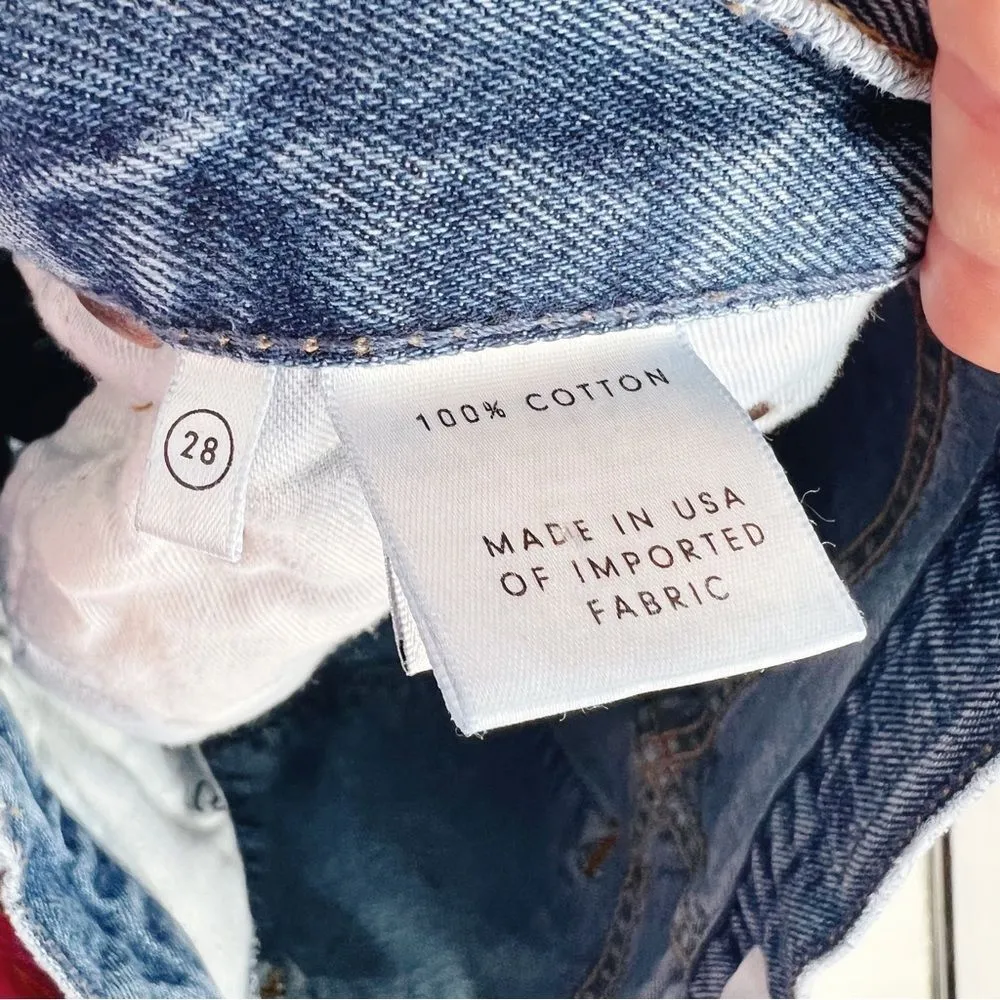 28
100% COTTON
MADE IN USA
OF IMPORTED
FABRIC